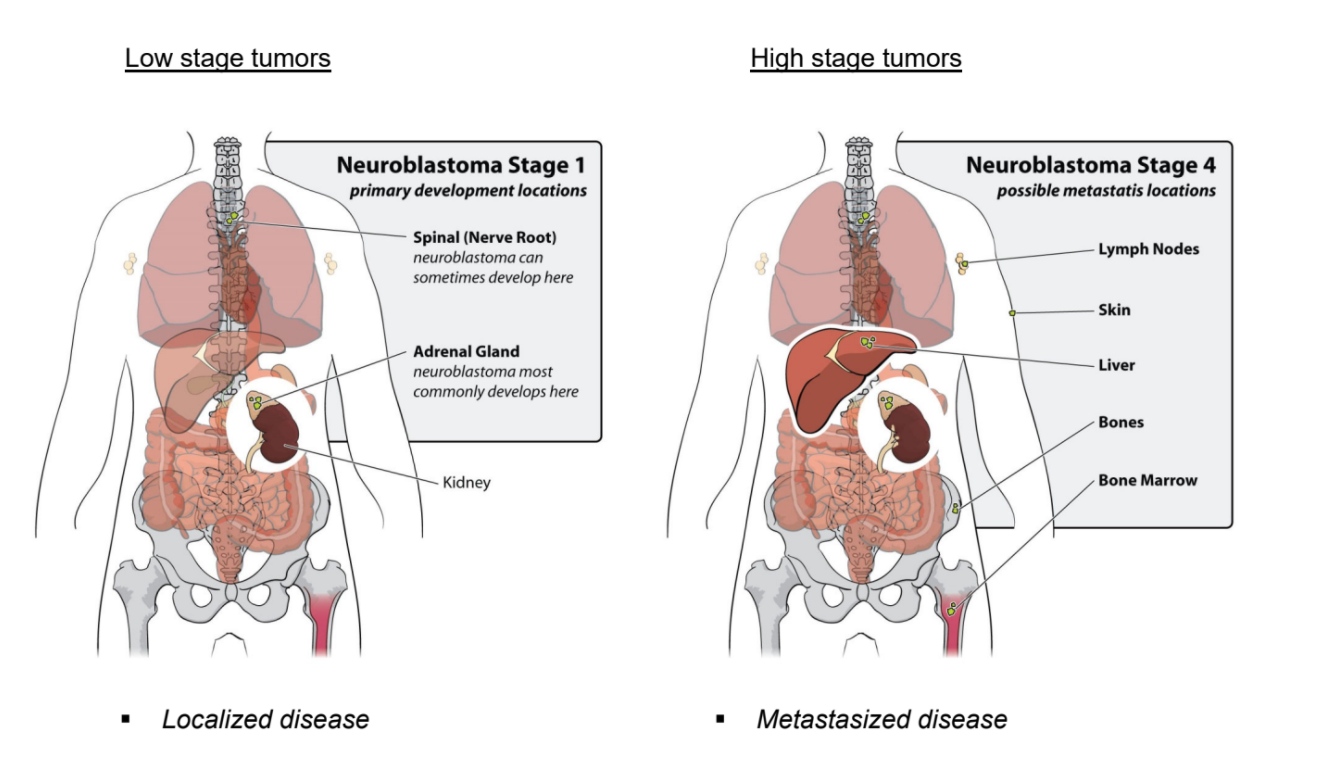 Low stage tumors
High stage tumors
Neuroblastoma Stage 1
primary development locations
Spinal (Nerve Root)
neuroblastoma can
sometimes develop here
Adrenal Gland
neuroblastoma most
commonly develops here
Kidney
Neuroblastoma Stage 4
possible metastatis locations
Lymph Nodes
Skin
Liver
Bones
Bone Marrow
▪ Localized disease
▪ Metastasized disease